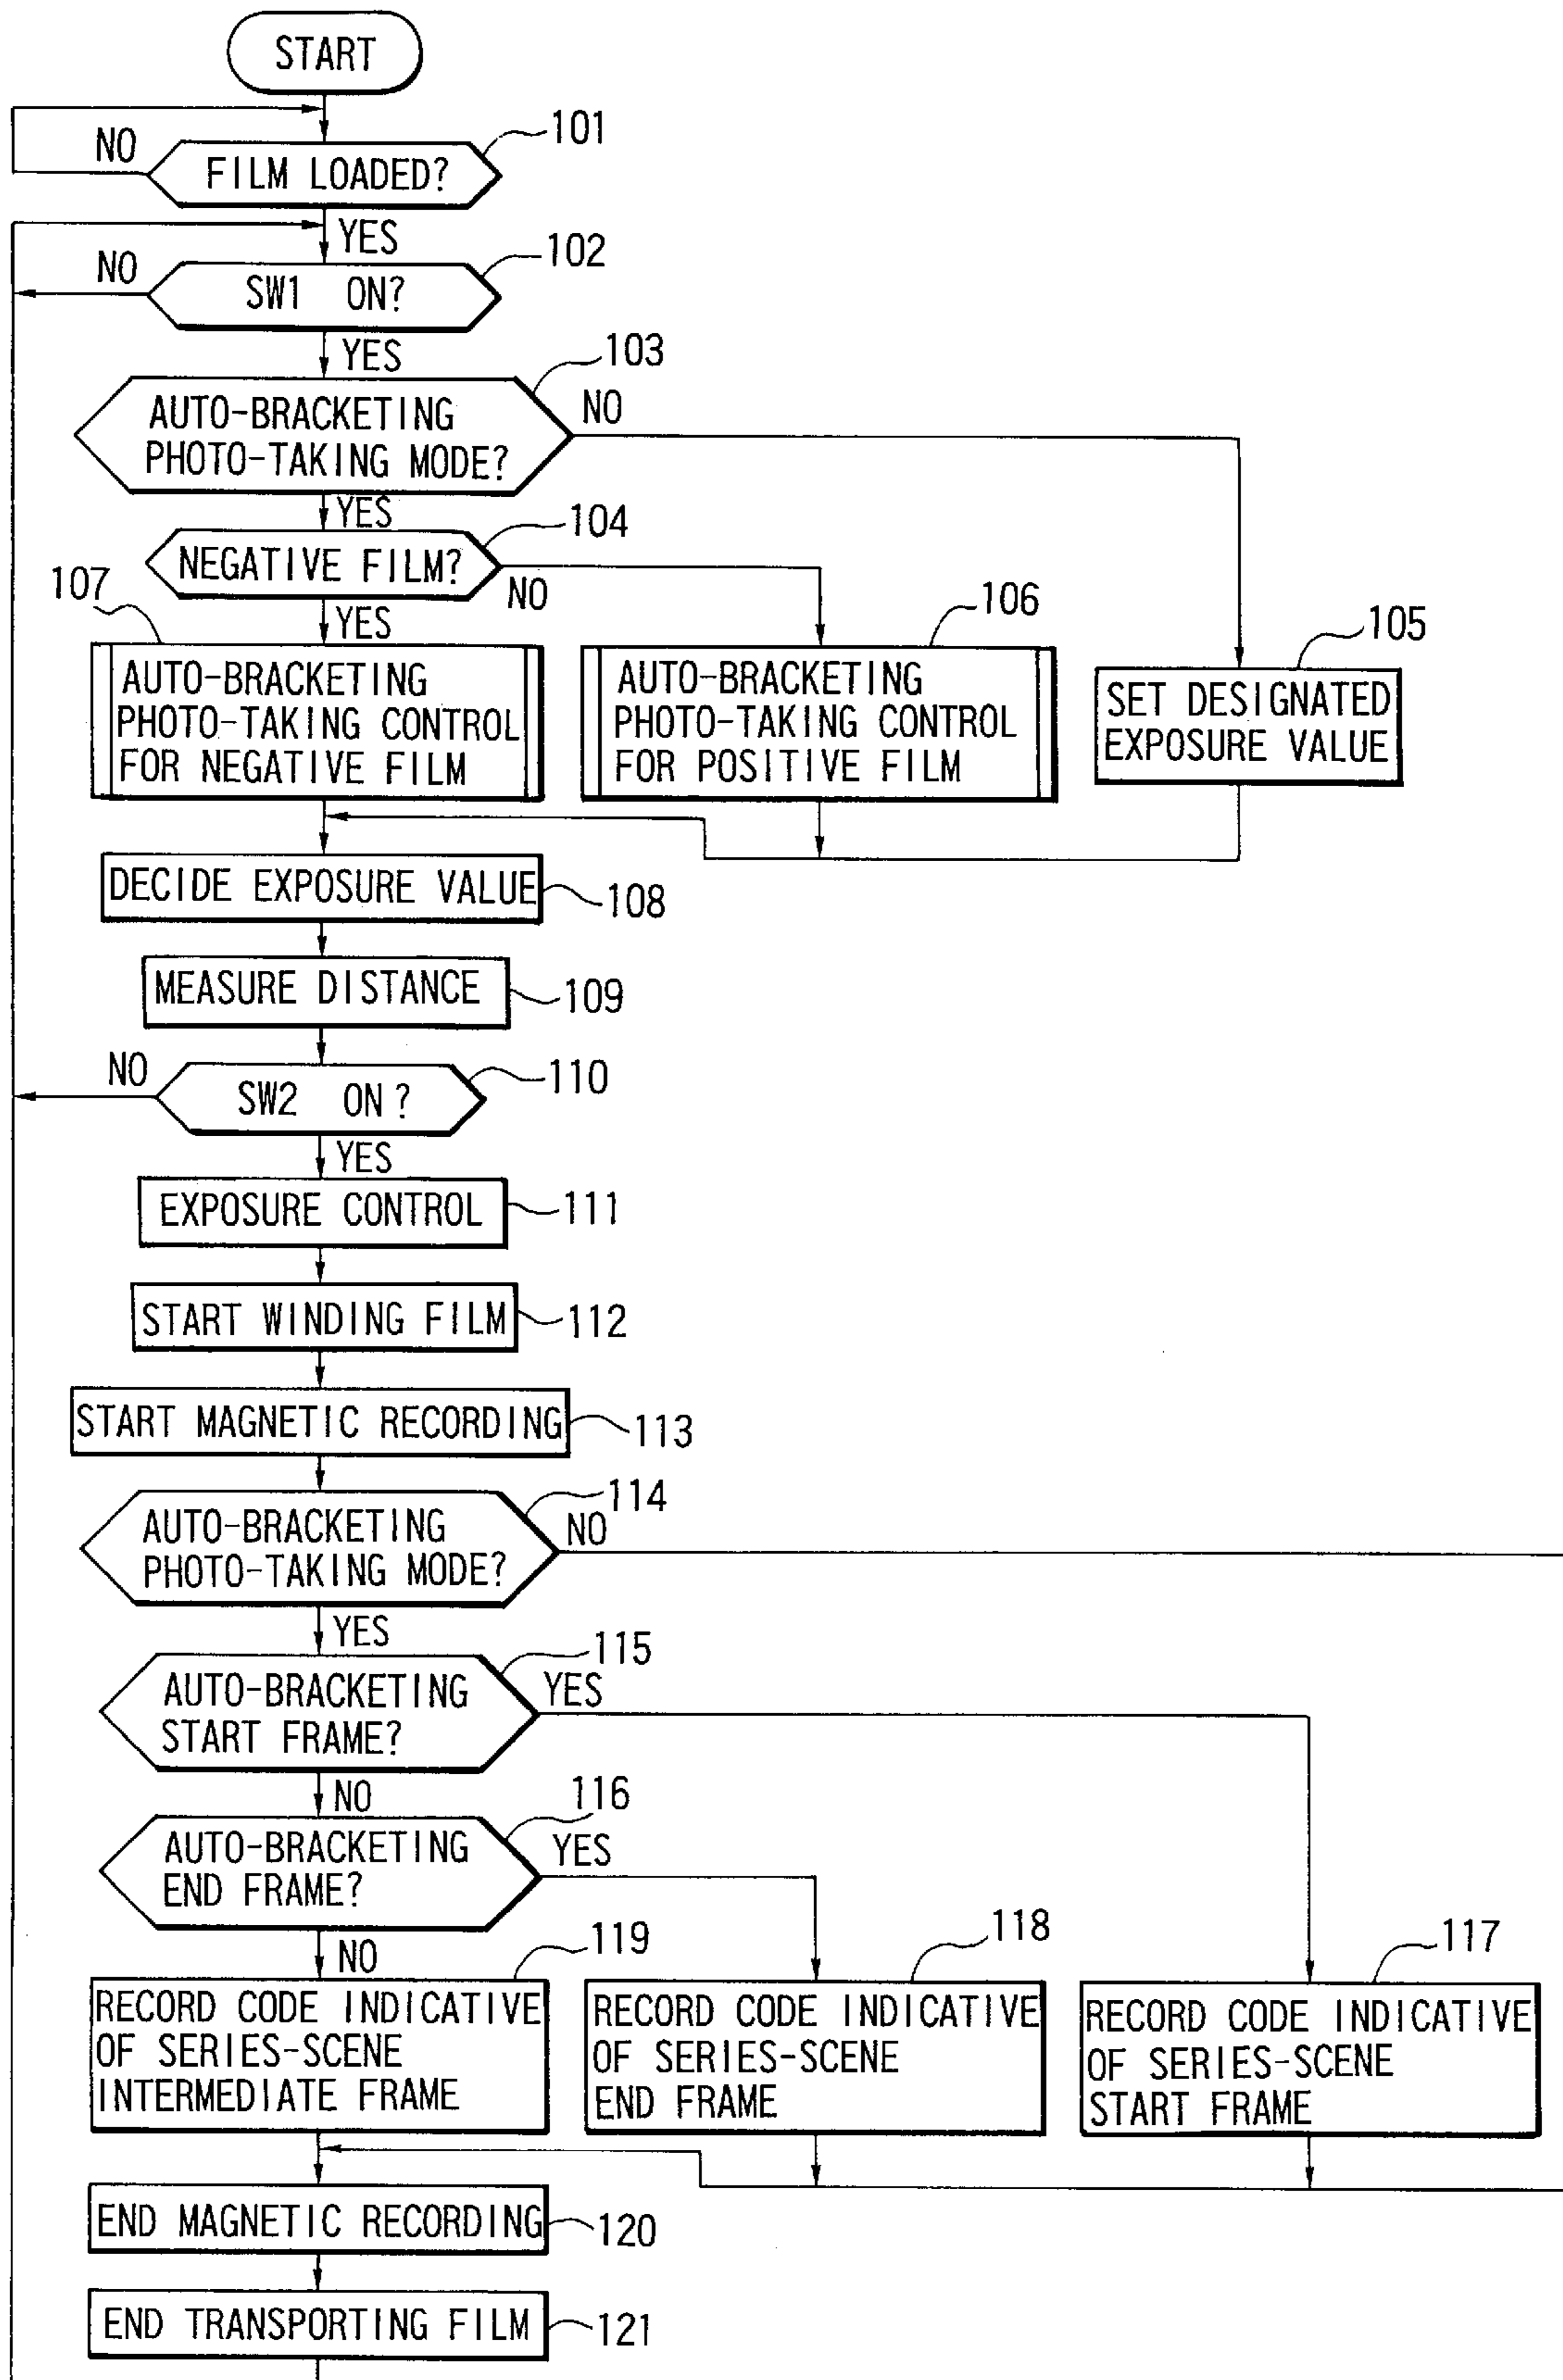 START
101
NO
FILM LOADED?
YES
102
NO
SW1 ON?
YES
103
AUTO-BRACKETING
PHOTO-TAKING MODE?
NO
YES
104
NEGATIVE FILM?
NO
107
YES
106
105
AUTO-BRACKETING
PHOTO-TAKING CONTROL
FOR NEGATIVE FILM
AUTO-BRACKETING
PHOTO-TAKING CONTROL
FOR POSITIVE FILM
SET DESIGNATED
EXPOSURE VALUE
DECIDE EXPOSURE VALUE
108
MEASURE DISTANCE
109
NO
SW2 ON?
110
YES
EXPOSURE CONTROL
111
START WINDING FILM
112
START MAGNETIC RECORDING
113
114
AUTO-BRACKETING
PHOTO-TAKING MODE?
NO
YES
115
AUTO-BRACKETING
START FRAME?
YES
NO
116
AUTO-BRACKETING
END FRAME?
YES
NO
119
118
117
RECORD CODE INDICATIVE
OF SERIES-SCENE
INTERMEDIATE FRAME
RECORD CODE INDICATIVE
OF SERIES-SCENE
END FRAME
RECORD CODE INDICATIVE
OF SERIES-SCENE
START FRAME
END MAGNETIC RECORDING
120
END TRANSPORTING FILM
121